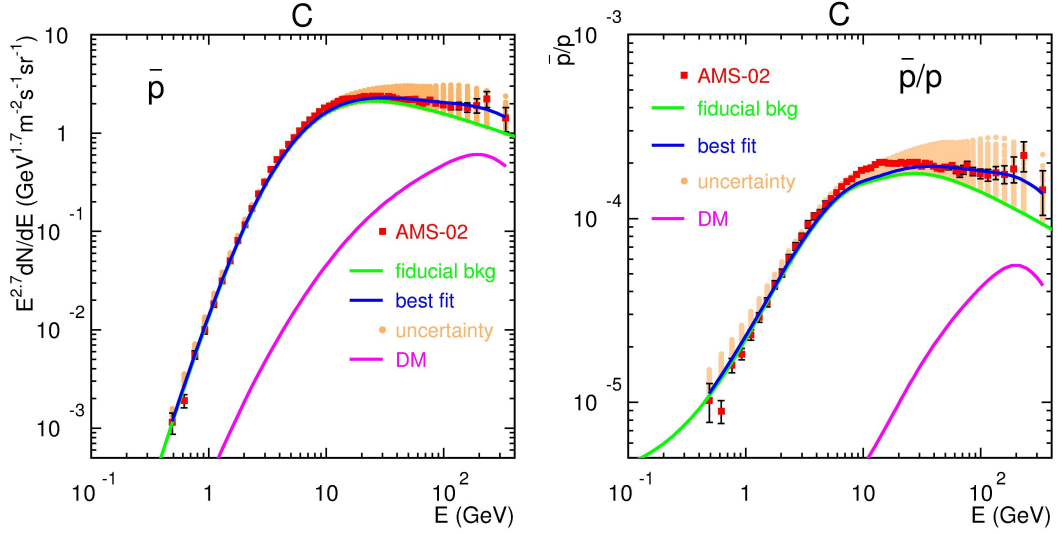 C
E^2.7dN/dE (GeV^1.7m^-2s^-1sr^-1)
10
1
10^-1
10^-2
10^-3
p̄
AMS-02
fiducial bkg
best fit
uncertainty
DM
10^-1
1
10
10^2
E (GeV)
C
p̄/p
10^-3
10^-4
10^-5
p̄/p
AMS-02
fiducial bkg
best fit
uncertainty
DM
10^-1
1
10
10^2
E (GeV)